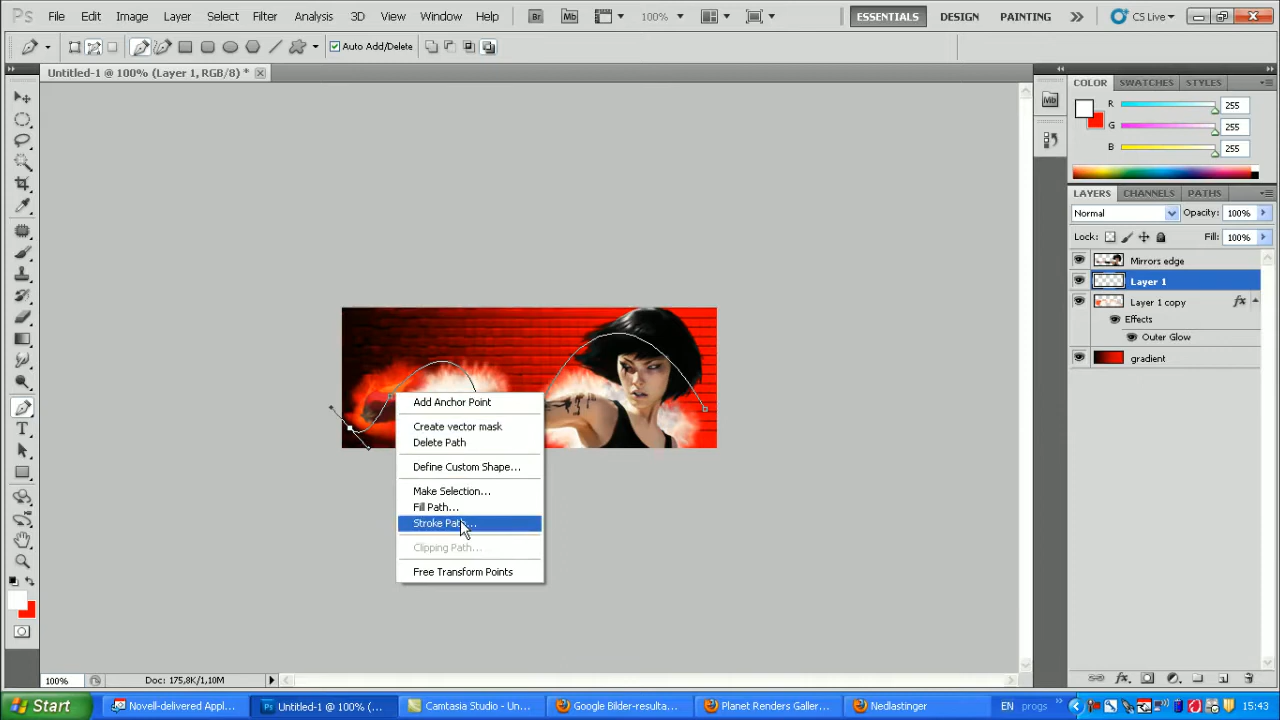 Ps File Edit Image Layer Select Filter Analysis 3D View Window Help Br Mb 100% ESSENTIALS DESIGN PAINTING CS Live
Auto Add/Delete
Untitled-1 @ 100% (Layer 1, RGB/8) *
COLOR SWATCHES STYLES
Mb
R 255
G 255
B 255
LAYERS CHANNELS PATHS
Normal Opacity: 100%
Lock: Fill: 100%
Mirrors edge
Layer 1
Layer 1 copy fx
Effects
Outer Glow
gradient
Add Anchor Point
Create vector mask
Delete Path
Define Custom Shape...
Make Selection...
Fill Path...
Stroke Path...
Clipping Path...
Free Transform Points
T
100% Doc: 175,8K/1,10M
fx
Start Novell-delivered Appl... Ps Untitled-1 @ 100% (... Camtasia Studio - Un... Google Bilder-resulta... Planet Renders Galler... Nedlastinger EN progs » 15:43